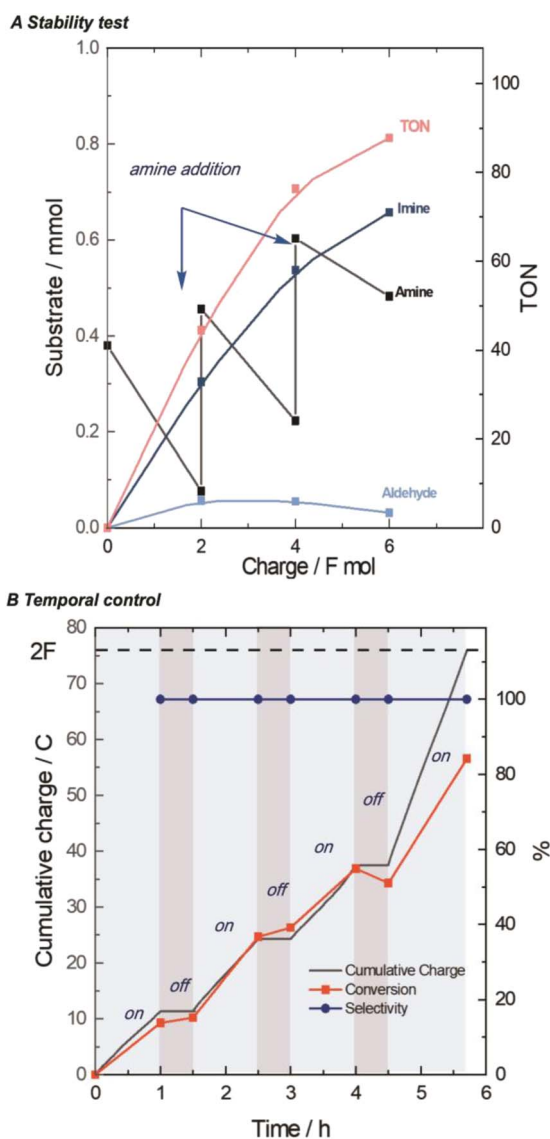 A Stability test
1.0
0.8
0.6
0.4
0.2
0.0
Substrate / mmol
100
80
60
40
20
0
TON
amine addition
TON
Imine
Amine
Aldehyde
0
2
4
6
Charge / F mol
B Temporal control
80
2F
75
70
60
50
40
30
20
10
0
Cumulative charge / C
100
80
60
40
20
0
%
on
off
on
off
on
off
on
Cumulative Charge
Conversion
Selectivity
0
1
2
3
4
5
6
Time / h